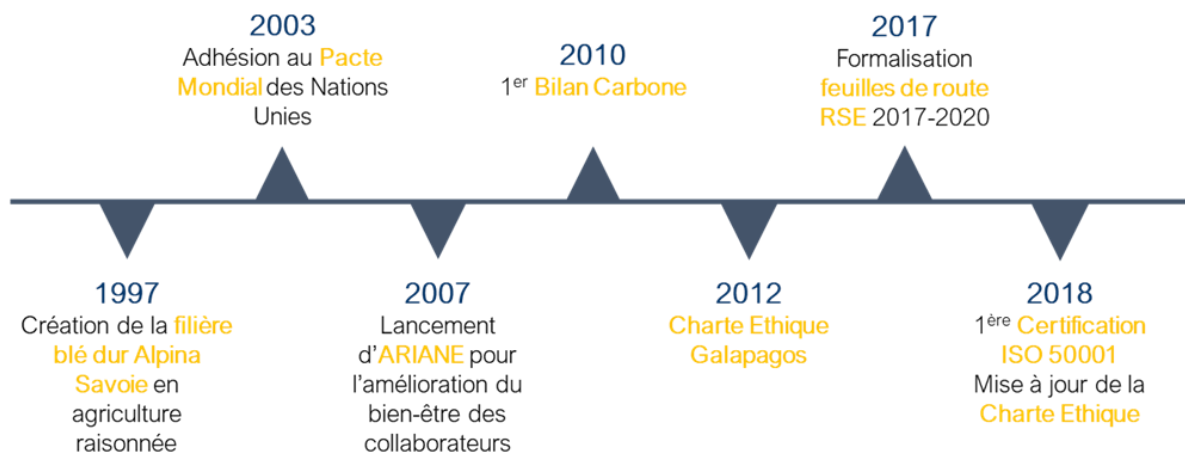 2003
Adhésion au Pacte
Mondial des Nations
Unies
2010
1er Bilan Carbone
2017
Formalisation
feuilles de route
RSE 2017-2020
1997
Création de la filière
blé dur Alpina
Savoie en
agriculture
raisonnée
2007
Lancement
d’ARIANE pour
l’amélioration du
bien-être des
collaborateurs
2012
Charte Ethique
Galapagos
2018
1ère Certification
ISO 50001
Mise à jour de la
Charte Ethique